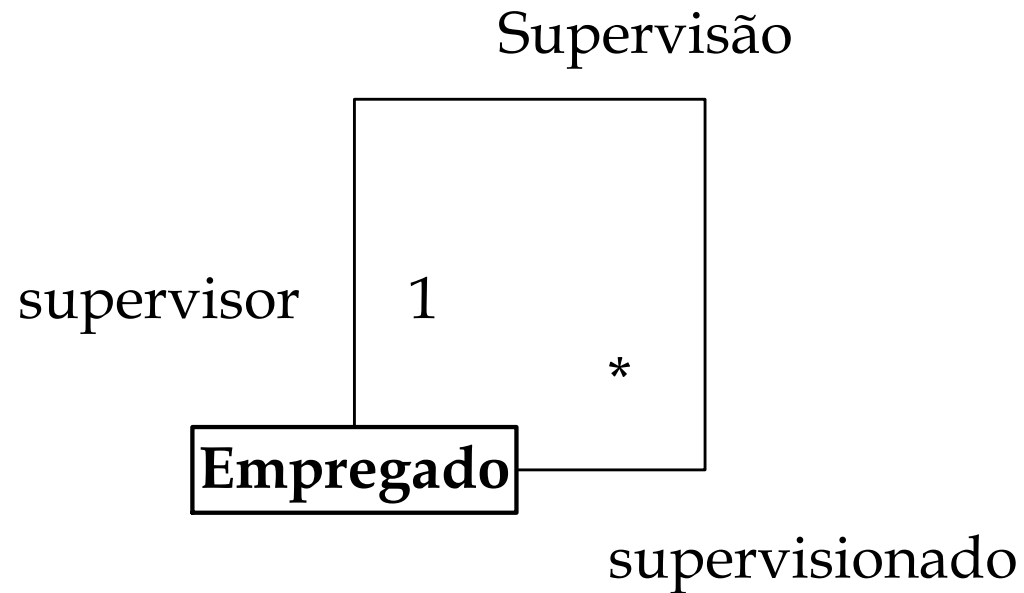 Supervisão
supervisor
1
*
Empregado
supervisionado